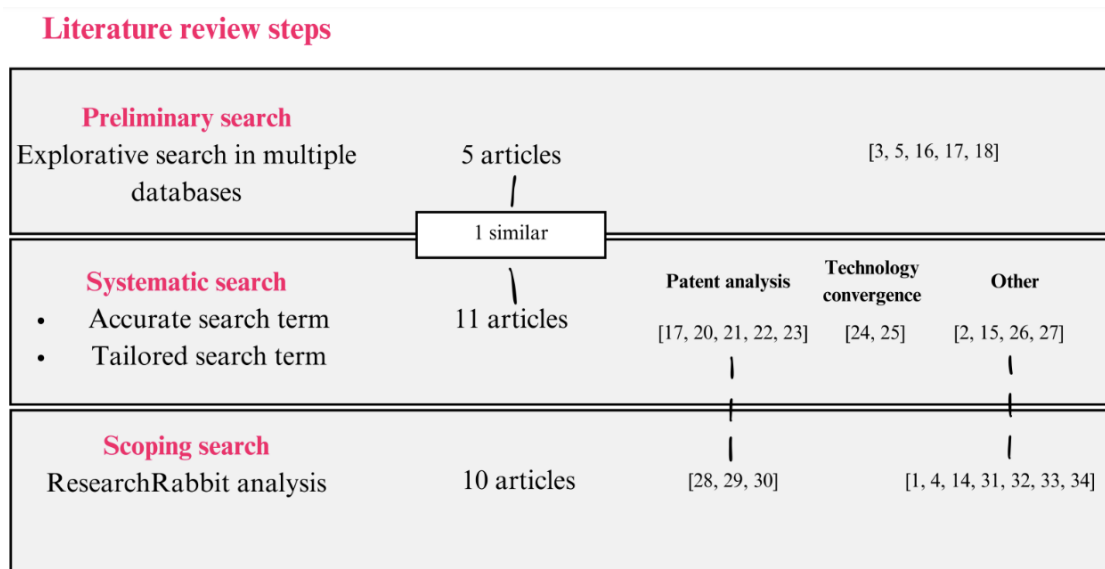 Literature review steps
Preliminary search
Explorative search in multiple
databases
5 articles
[3, 5, 16, 17, 18]
1 similar
Systematic search
• Accurate search term
• Tailored search term
11 articles
Patent analysis
[17, 20, 21, 22, 23]
Technology
convergence
[24, 25]
Other
[2, 15, 26, 27]
Scoping search
ResearchRabbit analysis
10 articles
[28, 29, 30]
[1, 4, 14, 31, 32, 33, 34]